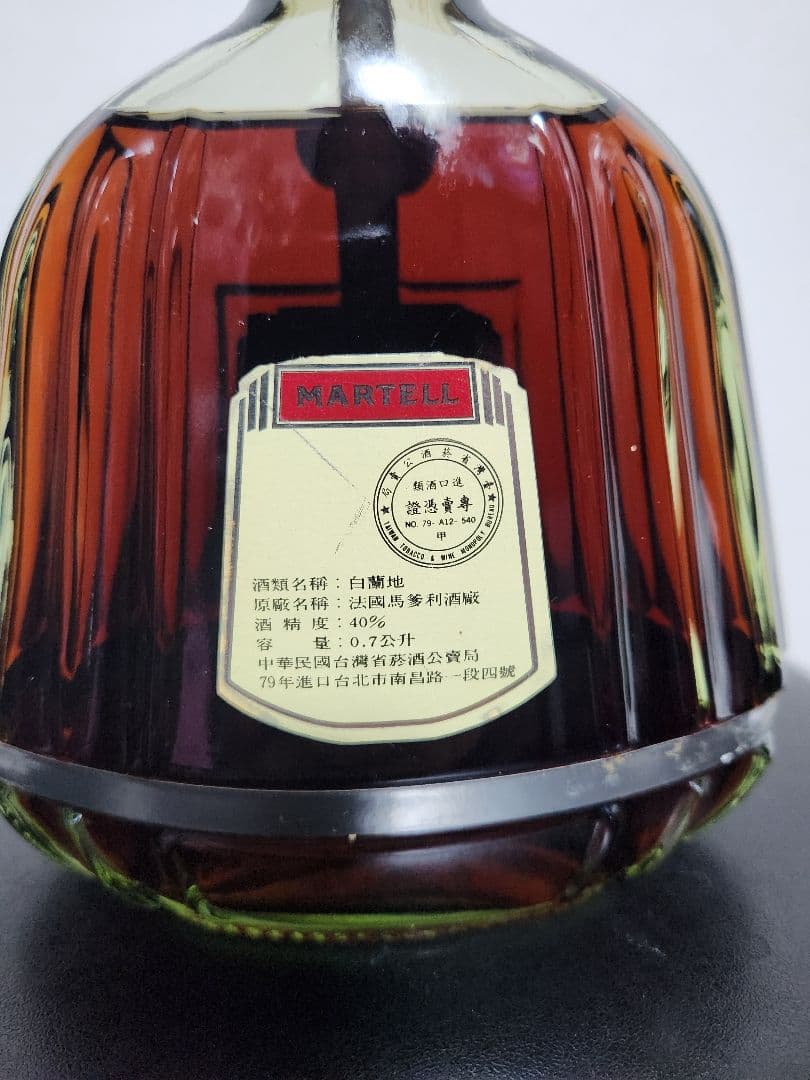 MARTELL
臺灣省菸酒公賣局
進口酒類
專賣憑證
NO. 79- A12- 540
甲
TAIWAN TOBACCO & WINE MONOPOLY BUREAU
酒類名稱：白蘭地
原廠名稱：法國馬爹利酒廠
酒精度：40%
容量：0.7公升
中華民國台灣省菸酒公賣局
79年進口台北市南昌路一段四號